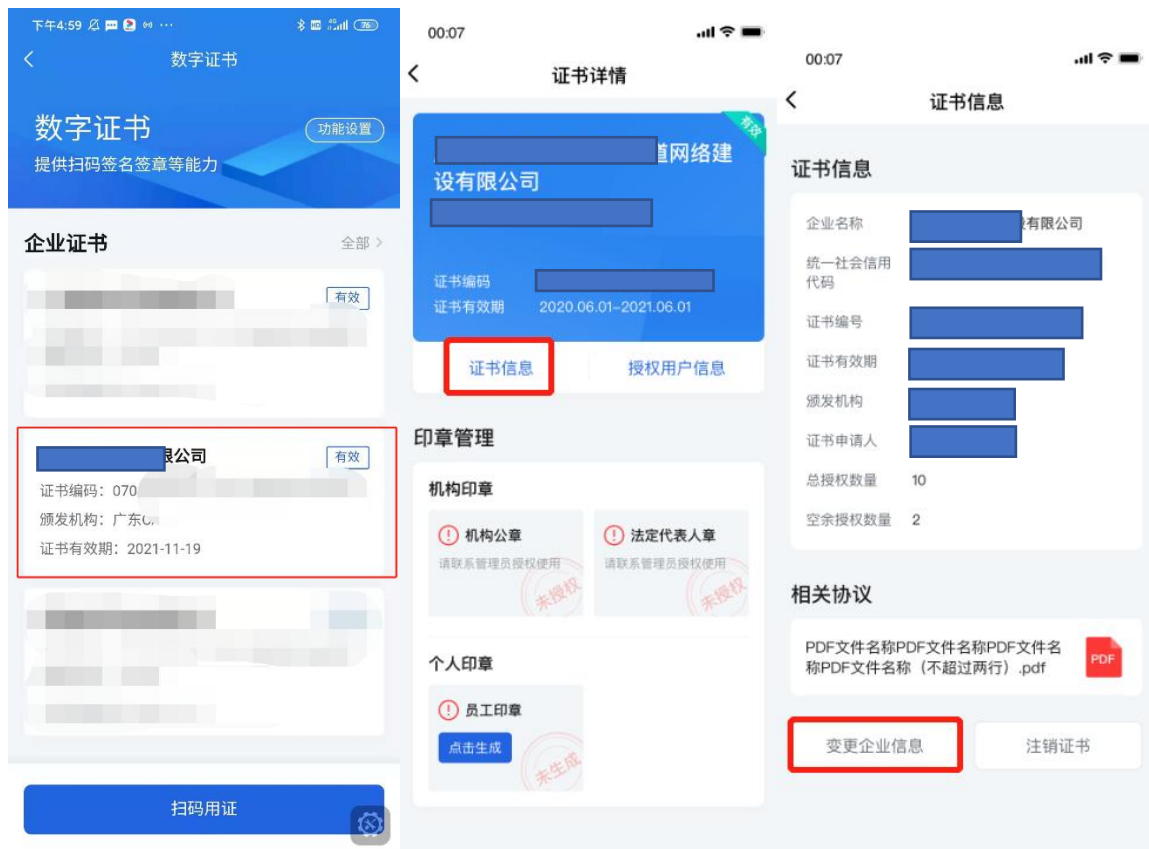 下午4:59
76
数字证书
数字证书
功能设置
提供扫码签名签章等能力
企业证书
全部
有效
限公司
有效
证书编码：070
颁发机构：广东
证书有效期：2021-11-19
扫码用证
00:07
证书详情
有效
道网络建
设有限公司
证书编码
证书有效期 2020.06.01-2021.06.01
证书信息
授权用户信息
印章管理
机构印章
机构公章
请联系管理员授权使用
未授权
法定代表人章
请联系管理员授权使用
未授权
个人印章
员工印章
点击生成
未生成
00:07
证书信息
证书信息
企业名称
有限公司
统一社会信用
代码
证书编号
证书有效期
颁发机构
证书申请人
总授权数量 10
空余授权数量 2
相关协议
PDF文件名称PDF文件名称PDF文件名
称PDF文件名称（不超过两行）.pdf
PDF
变更企业信息
注销证书